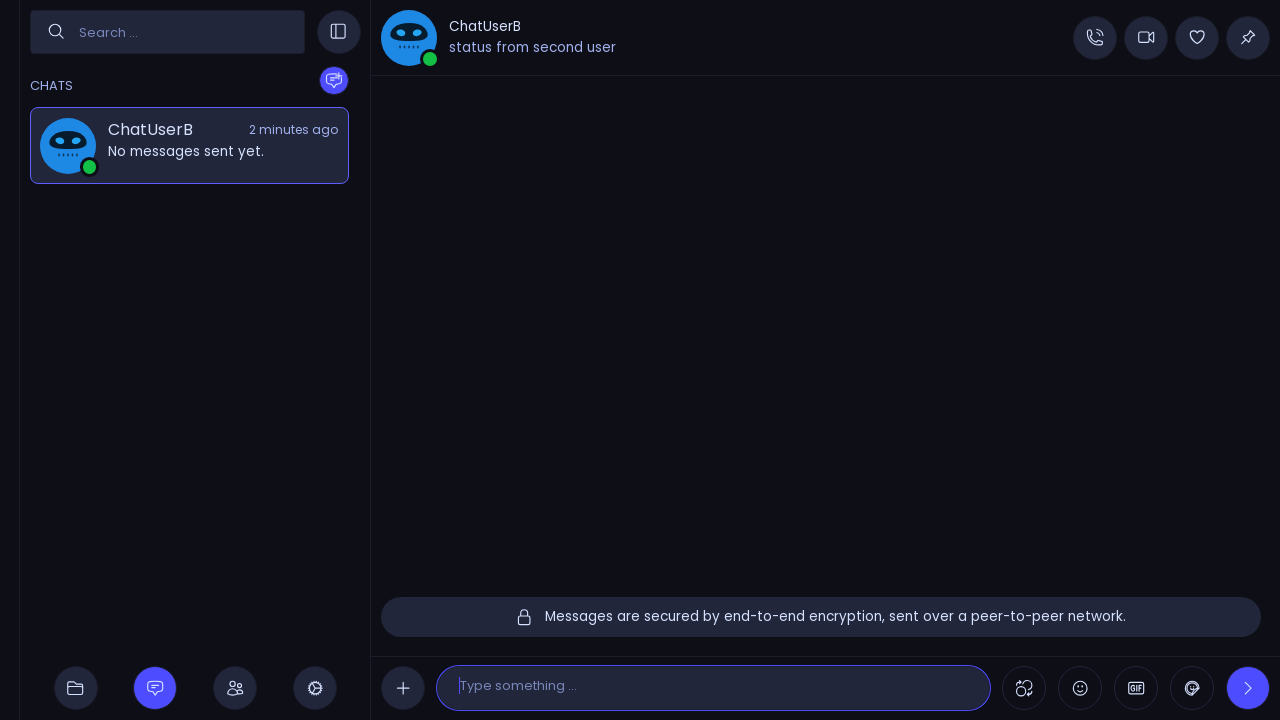 Search ...
CHATS
ChatUserB
2 minutes ago
No messages sent yet.
ChatUserB
status from second user
Messages are secured by end-to-end encryption, sent over a peer-to-peer network.
Type something ...
GIF